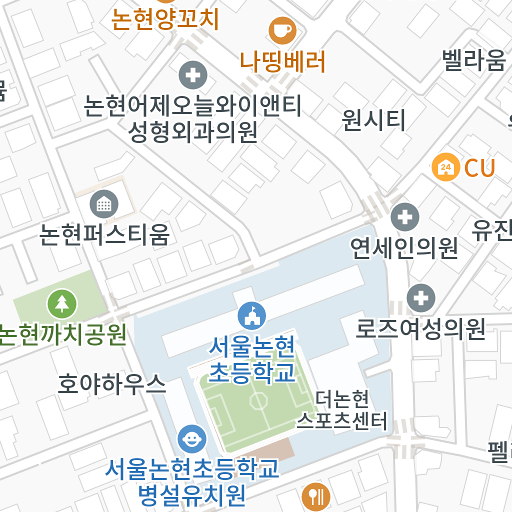 논현양꼬치
나띵베러
벨라움
논현어제오늘와이앤티
성형외과의원
원시티
CU
24
논현퍼스티움
연세인의원
유진
로즈여성의원
논현까치공원
서울논현
초등학교
호야하우스
더논현
스포츠센터
서울논현초등학교
병설유치원
펠리